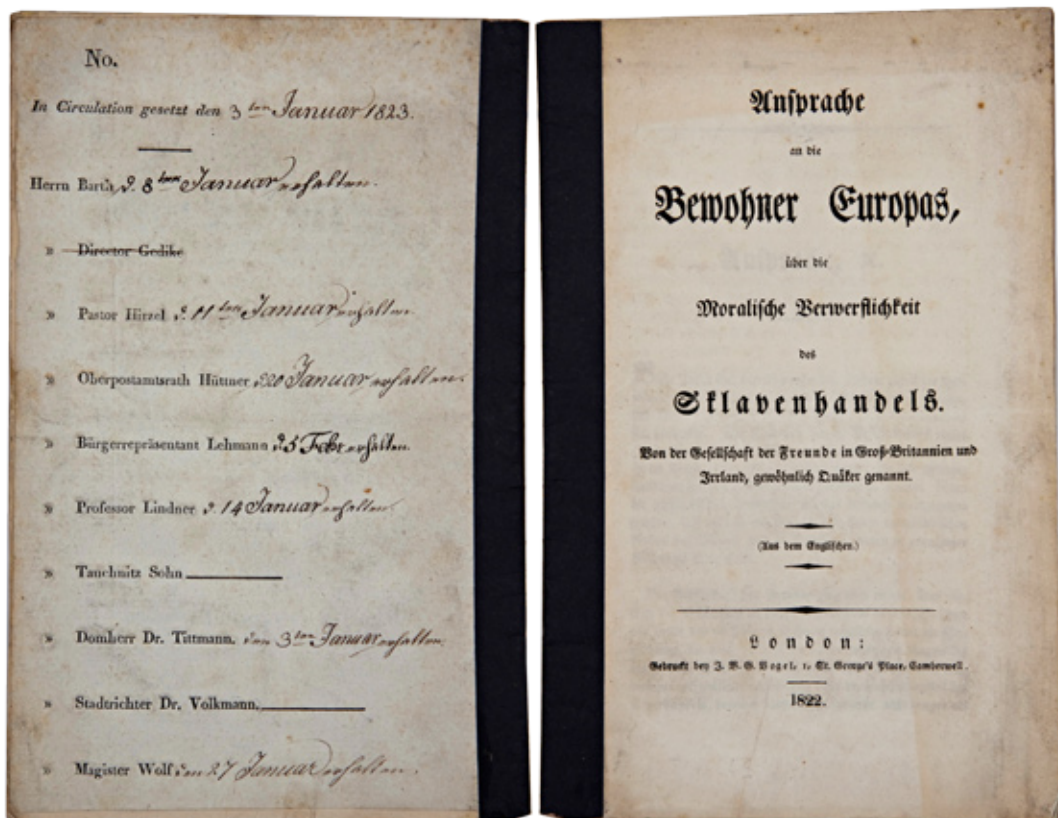 No.
In Circulation gesetzt den 3ten Januar 1823.
Herrn Barth d. 8ten Januar erhalten.
» Director Gedike
» Pastor Hirzel d. 11ten Januar erhalten.
» Oberpostamtsrath Hüttner d 20 Januar erhalten.
» Bürgerrepräsentant Lehmann d 5 Febr erhalten.
» Professor Lindner d. 14 Januar erhalten.
» Tauchnitz Sohn
» Domherr Dr. Tittmann. den 3ten Januar erhalten.
» Stadtrichter Dr. Volkmann.
» Magister Wolf den 27 Januar erhalten.
Ansprache
an die
Bewohner Europas,
über die
Moralische Verwerflichkeit
des
Sklavenhandels.
Von der Gesellschaft der Freunde in Groß-Britannien und
Irrland, gewöhnlich Quäker genannt.
(Aus dem Englischen.)
London:
Gedruckt bey J. B. G. Vogel, 1, St. George's Place, Camberwell.
1822.